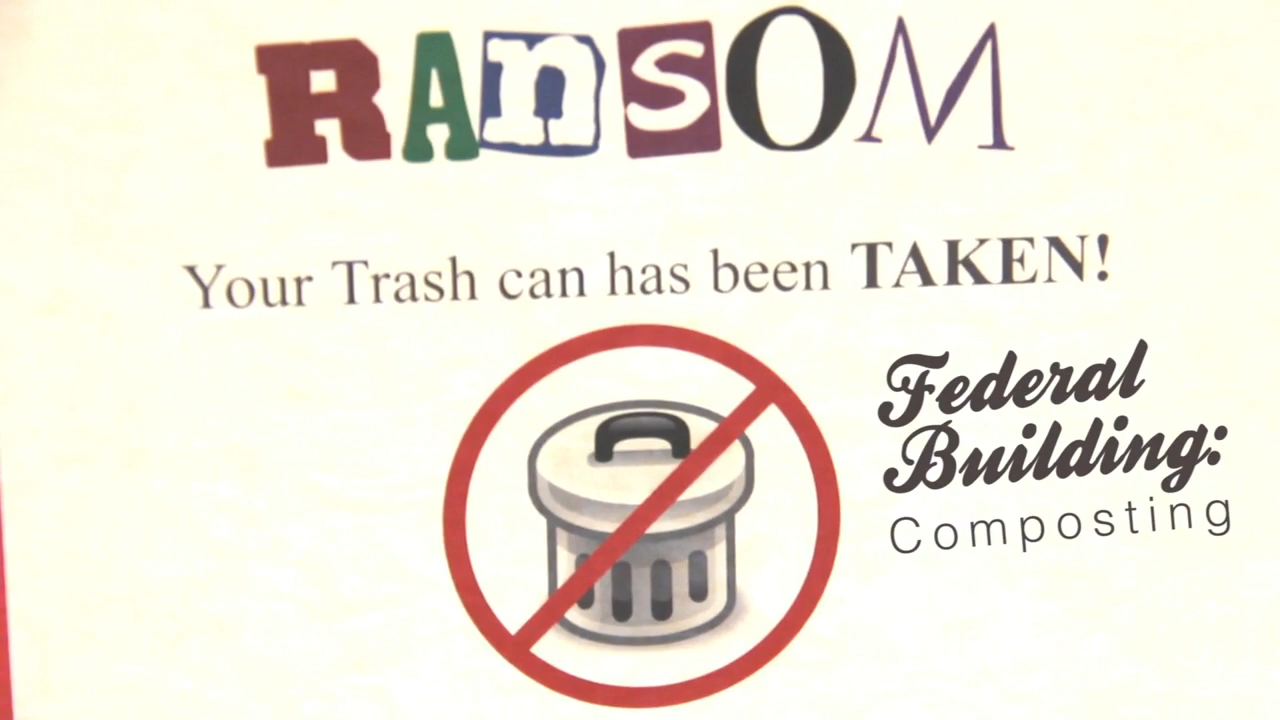 RAnsOM
Your Trash can has been TAKEN!
Federal
Building:
Composting